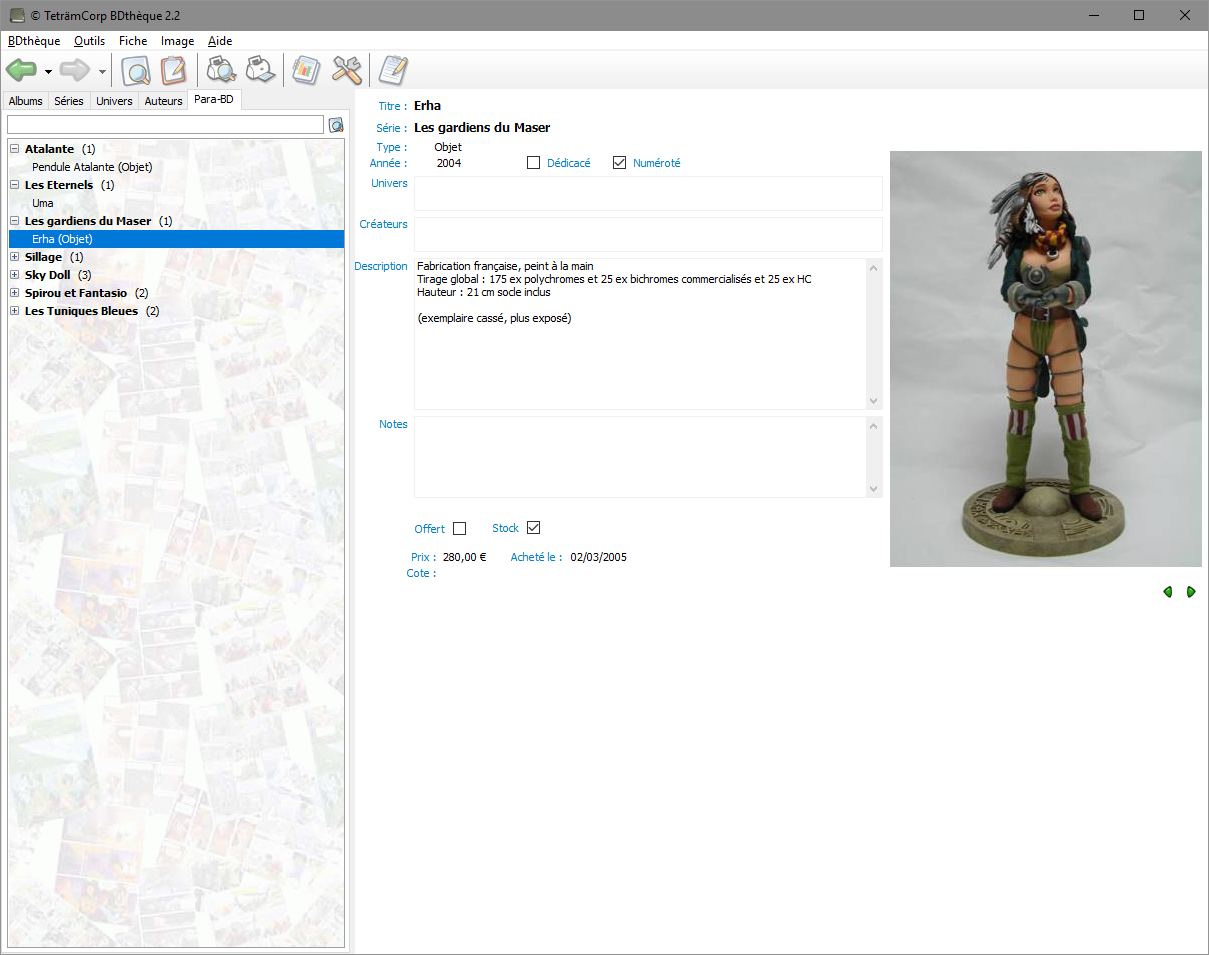 © TeträmCorp BDthèque 2.2
BDthèque Outils Fiche Image Aide
Albums Séries Univers Auteurs Para-BD
Atalante (1)
Pendule Atalante (Objet)
Les Eternels (1)
Uma
Les gardiens du Maser (1)
Erha (Objet)
Sillage (1)
Sky Doll (3)
Spirou et Fantasio (2)
Les Tuniques Bleues (2)
Titre : Erha
Série : Les gardiens du Maser
Type : Objet
Année : 2004 Dédicacé Numéroté
Univers
Créateurs
Description Fabrication française, peint à la main
Tirage global : 175 ex polychromes et 25 ex bichromes commercialisés et 25 ex HC
Hauteur : 21 cm socle inclus
(exemplaire cassé, plus exposé)
Notes
Offert Stock
Prix : 280,00 € Acheté le : 02/03/2005
Cote :